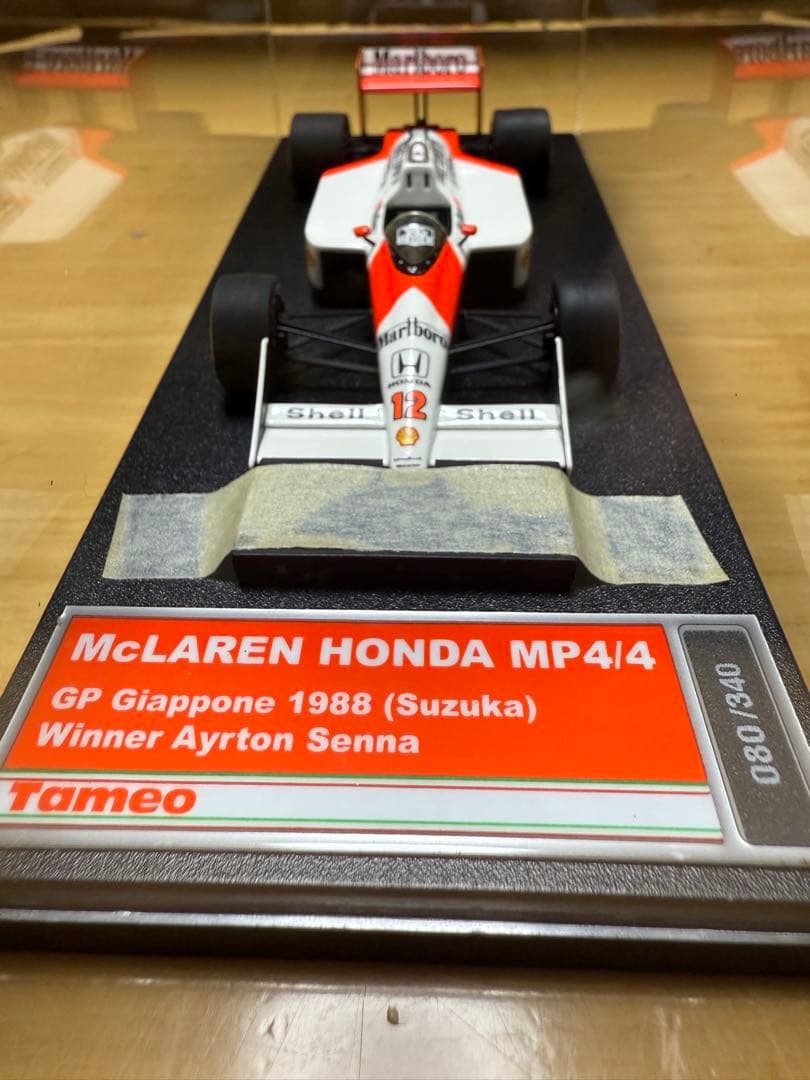 Marlboro
Marlboro
HONDA
Shell 12 Shell
McLAREN HONDA MP4/4
GP Giappone 1988 (Suzuka)
Winner Ayrton Senna
Tameo
080/340